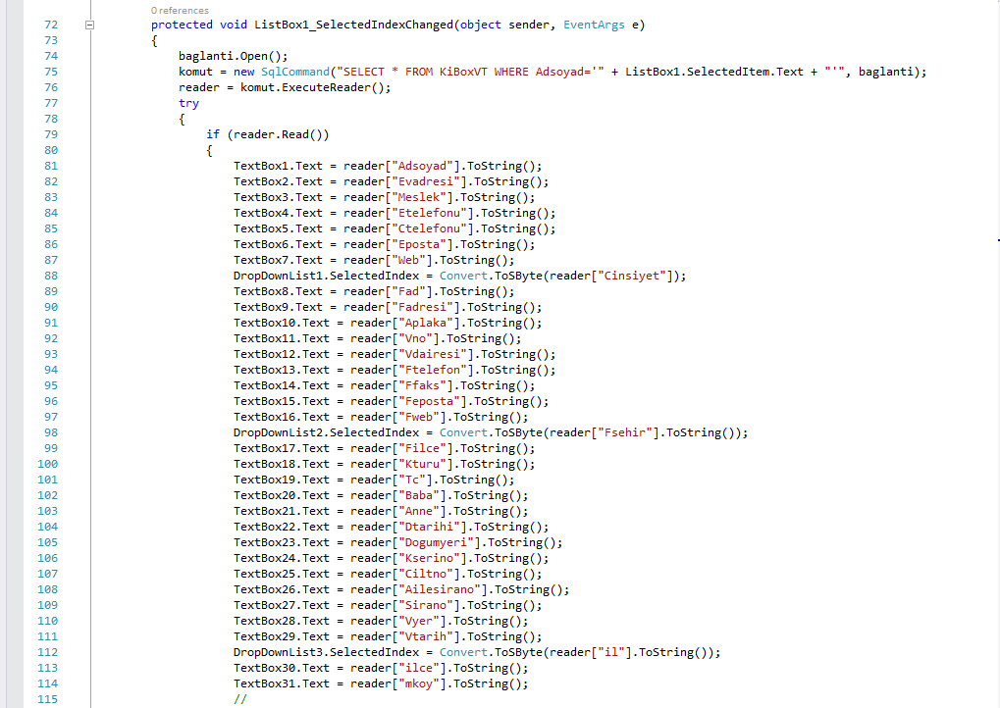 0 references
72 protected void ListBox1_SelectedIndexChanged(object sender, EventArgs e)
73 {
74 baglanti.Open();
75 komut = new SqlCommand("SELECT * FROM KiBoxVT WHERE Adsoyad='" + ListBox1.SelectedItem.Text + "'", baglanti);
76 reader = komut.ExecuteReader();
77 try
78 {
79 if (reader.Read())
80 {
81 TextBox1.Text = reader["Adsoyad"].ToString();
82 TextBox2.Text = reader["Evadresi"].ToString();
83 TextBox3.Text = reader["Meslek"].ToString();
84 TextBox4.Text = reader["Etelefonu"].ToString();
85 TextBox5.Text = reader["Ctelefonu"].ToString();
86 TextBox6.Text = reader["Eposta"].ToString();
87 TextBox7.Text = reader["Web"].ToString();
88 DropDownList1.SelectedIndex = Convert.ToSByte(reader["Cinsiyet"]);
89 TextBox8.Text = reader["Fad"].ToString();
90 TextBox9.Text = reader["Fadresi"].ToString();
91 TextBox10.Text = reader["Aplaka"].ToString();
92 TextBox11.Text = reader["Vno"].ToString();
93 TextBox12.Text = reader["Vdairesi"].ToString();
94 TextBox13.Text = reader["Ftelefon"].ToString();
95 TextBox14.Text = reader["Ffaks"].ToString();
96 TextBox15.Text = reader["Feposta"].ToString();
97 TextBox16.Text = reader["Fweb"].ToString();
98 DropDownList2.SelectedIndex = Convert.ToSByte(reader["Fsehir"].ToString());
99 TextBox17.Text = reader["Filce"].ToString();
100 TextBox18.Text = reader["Kturu"].ToString();
101 TextBox19.Text = reader["Tc"].ToString();
102 TextBox20.Text = reader["Baba"].ToString();
103 TextBox21.Text = reader["Anne"].ToString();
104 TextBox22.Text = reader["Dtarihi"].ToString();
105 TextBox23.Text = reader["Dogumyeri"].ToString();
106 TextBox24.Text = reader["Kserino"].ToString();
107 TextBox25.Text = reader["Ciltno"].ToString();
108 TextBox26.Text = reader["Ailesirano"].ToString();
109 TextBox27.Text = reader["Sirano"].ToString();
110 TextBox28.Text = reader["Vyer"].ToString();
111 TextBox29.Text = reader["Vtarih"].ToString();
112 DropDownList3.SelectedIndex = Convert.ToSByte(reader["il"].ToString());
113 TextBox30.Text = reader["ilce"].ToString();
114 TextBox31.Text = reader["mkoy"].ToString();
115 //